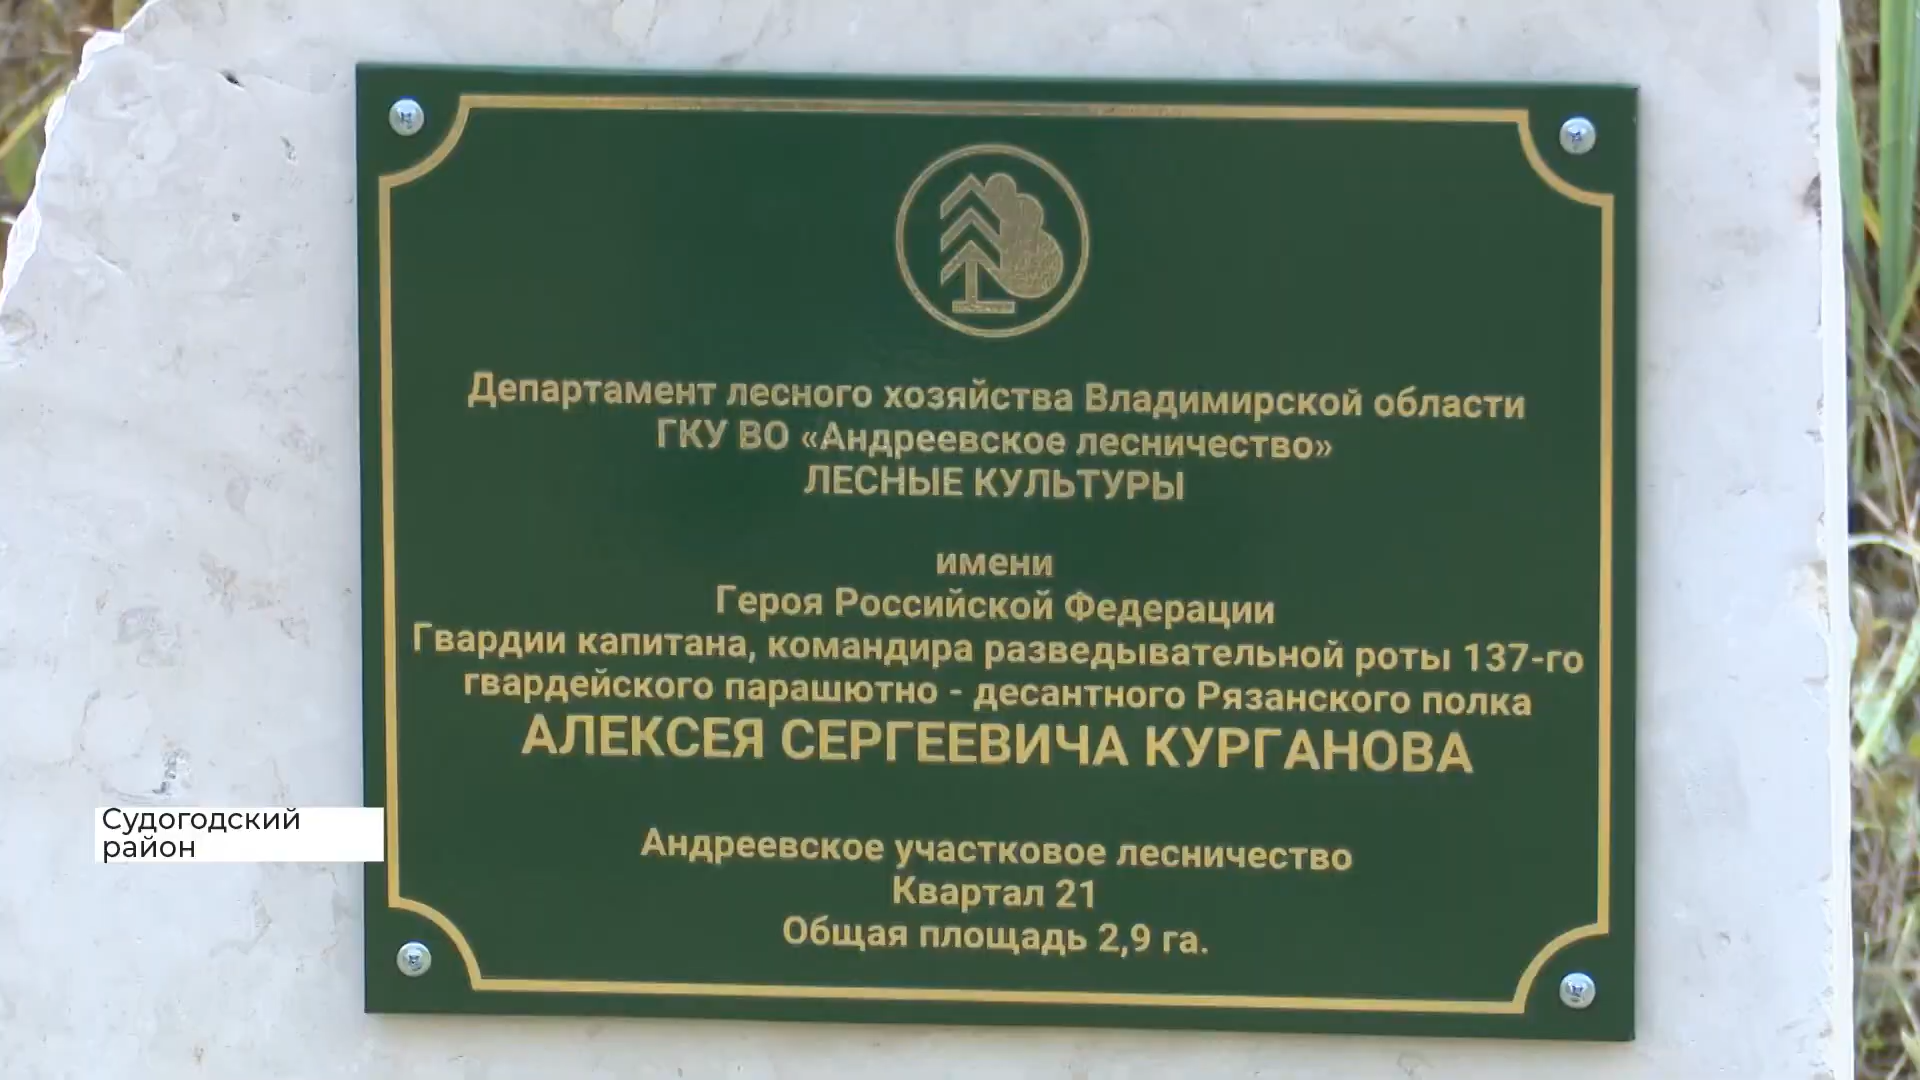 Департамент лесного хозяйства Владимирской области
ГКУ ВО «Андреевское лесничество»
ЛЕСНЫЕ КУЛЬТУРЫ
имени
Героя Российской Федерации
Гвардии капитана, командира разведывательной роты 137-го
гвардейского парашютно - десантного Рязанского полка
АЛЕКСЕЯ СЕРГЕЕВИЧА КУРГАНОВА
Андреевское участковое лесничество
Квартал 21
Общая площадь 2,9 га.
Судогодский
район